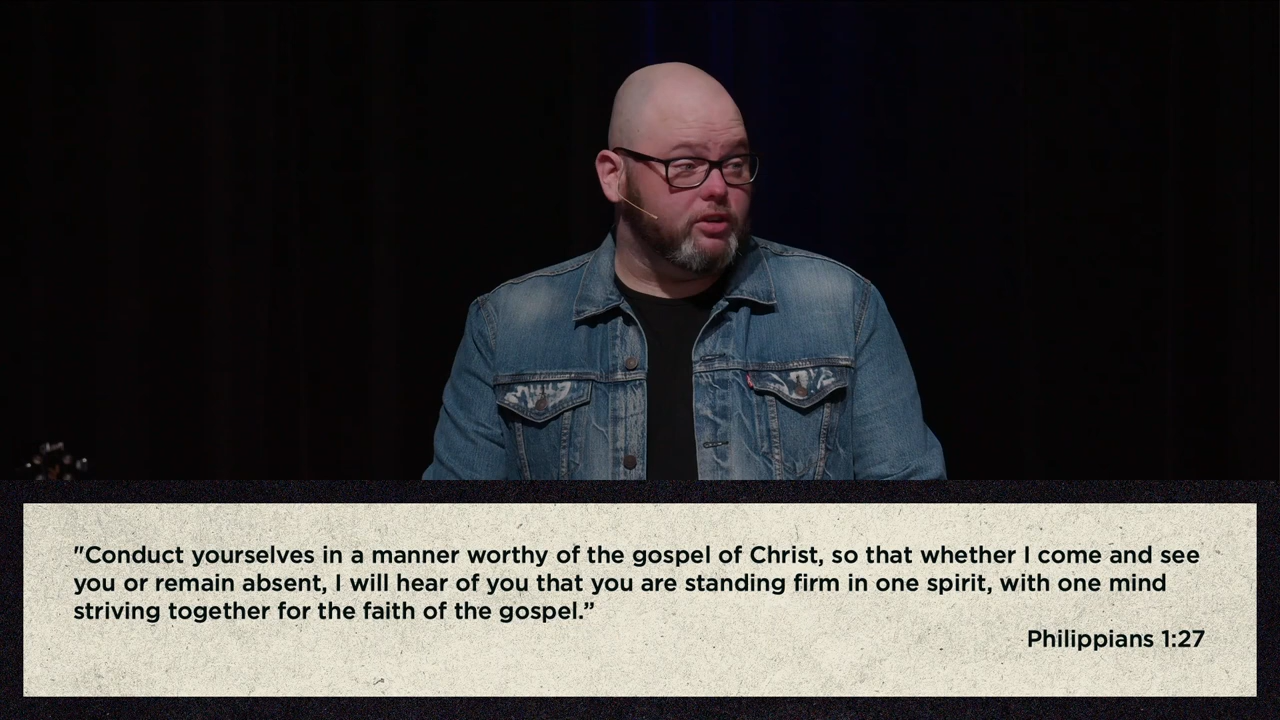 "Conduct yourselves in a manner worthy of the gospel of Christ, so that whether I come and see
you or remain absent, I will hear of you that you are standing firm in one spirit, with one mind
striving together for the faith of the gospel.”
Philippians 1:27